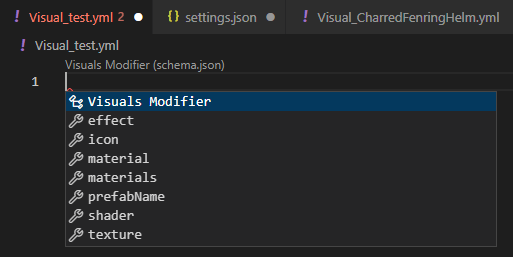 ! Visual_test.yml 2 ● {} settings.json ● ! Visual_CharredFenringHelm.yml
! Visual_test.yml
Visuals Modifier (schema.json)
1
Visuals Modifier
effect
icon
material
materials
prefabName
shader
texture